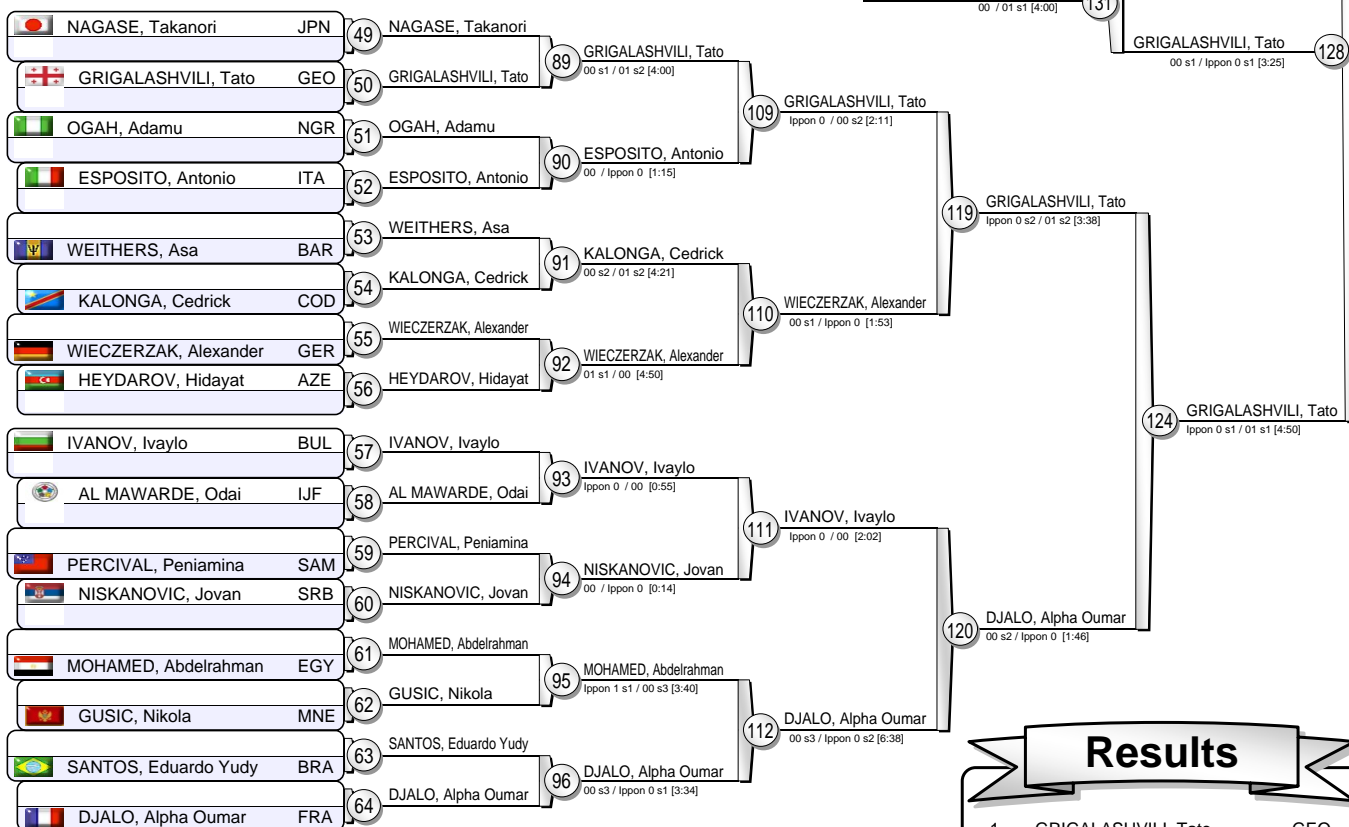 00 / 01 s1 [4:00]
131
GRIGALASHVILI, Tato
00 s1 / Ippon 0 s1 [3:25]
128
NAGASE, Takanori JPN
49
NAGASE, Takanori
89
GRIGALASHVILI, Tato
00 s1 / 01 s2 [4:00]
GRIGALASHVILI, Tato GEO
50
GRIGALASHVILI, Tato
109
GRIGALASHVILI, Tato
Ippon 0 / 00 s2 [2:11]
OGAH, Adamu NGR
51
OGAH, Adamu
90
ESPOSITO, Antonio
00 / Ippon 0 [1:15]
ESPOSITO, Antonio ITA
52
ESPOSITO, Antonio
119
GRIGALASHVILI, Tato
Ippon 0 s2 / 01 s2 [3:38]
WEITHERS, Asa BAR
53
WEITHERS, Asa
91
KALONGA, Cedrick
00 s2 / 01 s2 [4:21]
KALONGA, Cedrick COD
54
KALONGA, Cedrick
110
WIECZERZAK, Alexander
00 s1 / Ippon 0 [1:53]
WIECZERZAK, Alexander GER
55
WIECZERZAK, Alexander
92
WIECZERZAK, Alexander
01 s1 / 00 [4:50]
HEYDAROV, Hidayat AZE
56
HEYDAROV, Hidayat
124
GRIGALASHVILI, Tato
Ippon 0 s1 / 01 s1 [4:50]
IVANOV, Ivaylo BUL
57
IVANOV, Ivaylo
93
IVANOV, Ivaylo
Ippon 0 / 00 [0:55]
AL MAWARDE, Odai IJF
58
AL MAWARDE, Odai
111
IVANOV, Ivaylo
Ippon 0 / 00 [2:02]
PERCIVAL, Peniamina SAM
59
PERCIVAL, Peniamina
94
NISKANOVIC, Jovan
00 / Ippon 0 [0:14]
NISKANOVIC, Jovan SRB
60
NISKANOVIC, Jovan
120
DJALO, Alpha Oumar
00 s2 / Ippon 0 [1:46]
MOHAMED, Abdelrahman EGY
61
MOHAMED, Abdelrahman
95
MOHAMED, Abdelrahman
Ippon 1 s1 / 00 s3 [3:40]
GUSIC, Nikola MNE
62
GUSIC, Nikola
112
DJALO, Alpha Oumar
00 s3 / Ippon 0 s2 [6:38]
SANTOS, Eduardo Yudy BRA
63
SANTOS, Eduardo Yudy
96
DJALO, Alpha Oumar
00 s3 / Ippon 0 s1 [3:34]
DJALO, Alpha Oumar FRA
64
DJALO, Alpha Oumar
Results
1 GRIGALASHVILI, Tato GEO